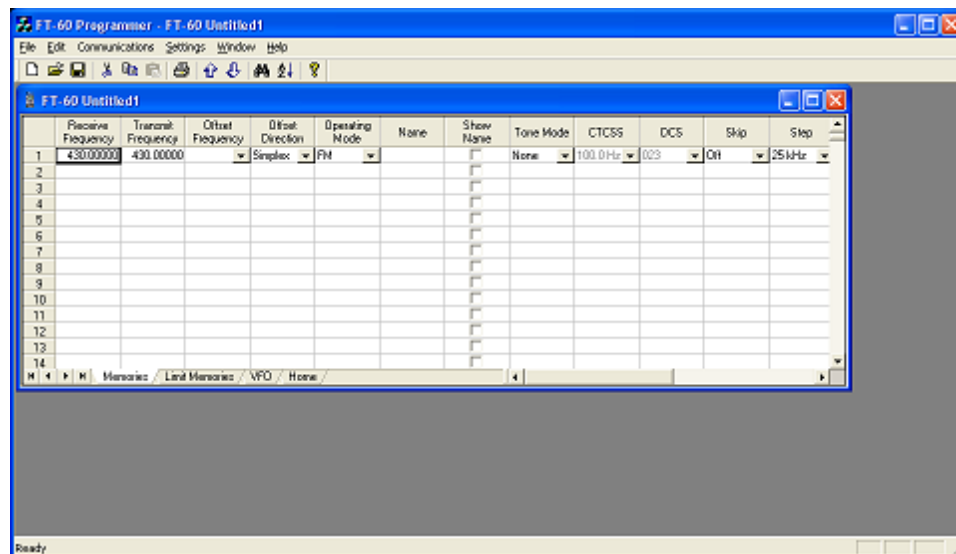 FT-60 Programmer - FT-60 Untitled1
File Edit Communications Settings Window Help
FT-60 Untitled1
Receive Frequency Transmit Frequency Offset Frequency Offset Direction Operating Mode Name Show Name Tone Mode CTCSS DCS Skip Step
1 430.00000 430.00000 Simplex FM None 100.0 Hz 023 Off 25 kHz
2
3
4
5
6
7
8
9
10
11
12
13
14
Memories Limit Memories VFO Home
Ready